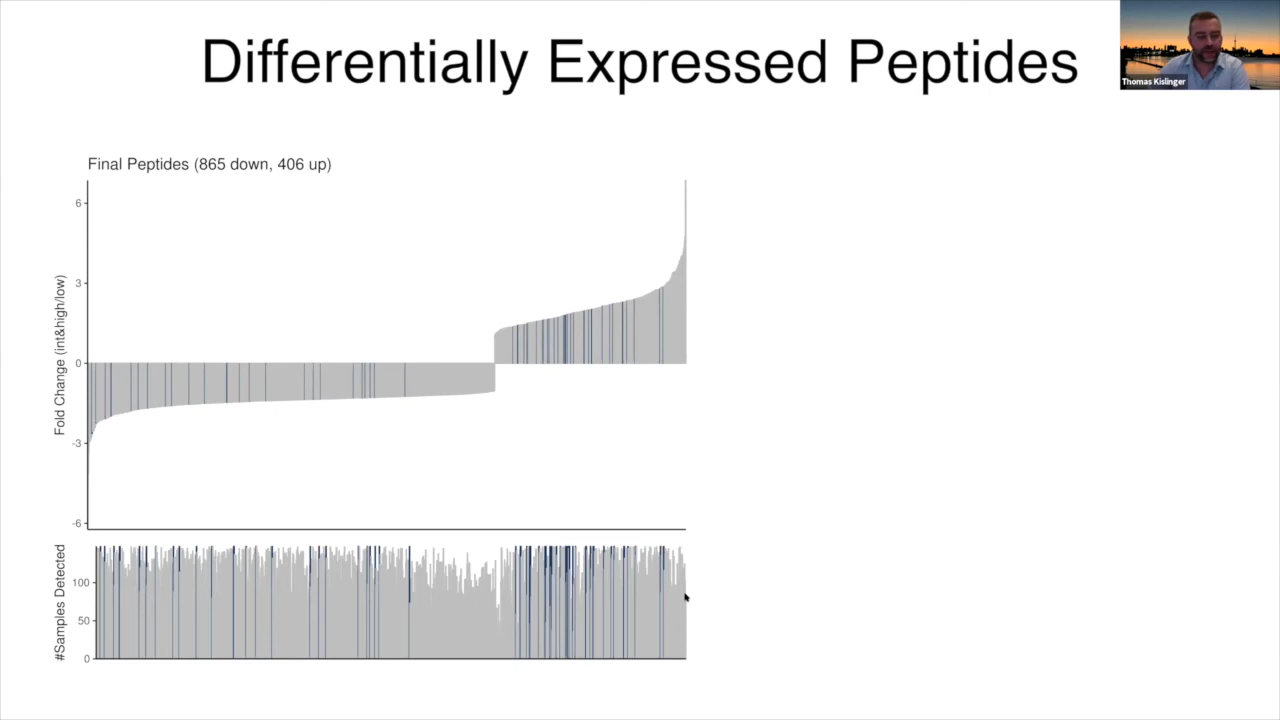 Differentially Expressed Peptides
Thomas Kislinger
Final Peptides (865 down, 406 up)
Fold Change (int&high/low)
6
3
0
-3
-6
#Samples Detected
100
50
0